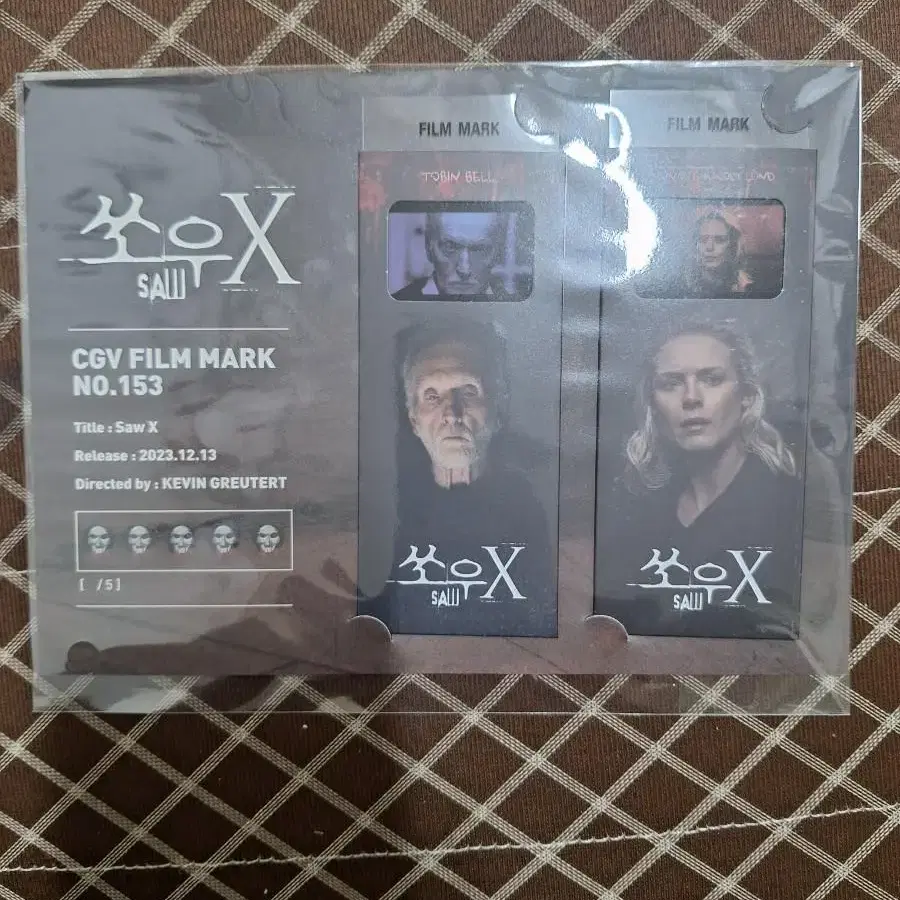 쏘우X
SAW
CGV FILM MARK
NO.153
Title : Saw X
Release : 2023.12.13
Directed by : KEVIN GREUTERT
[ /5]
FILM MARK
TOBIN BELL
쏘우X
SAW
FILM MARK
LUND
쏘우X
SAW